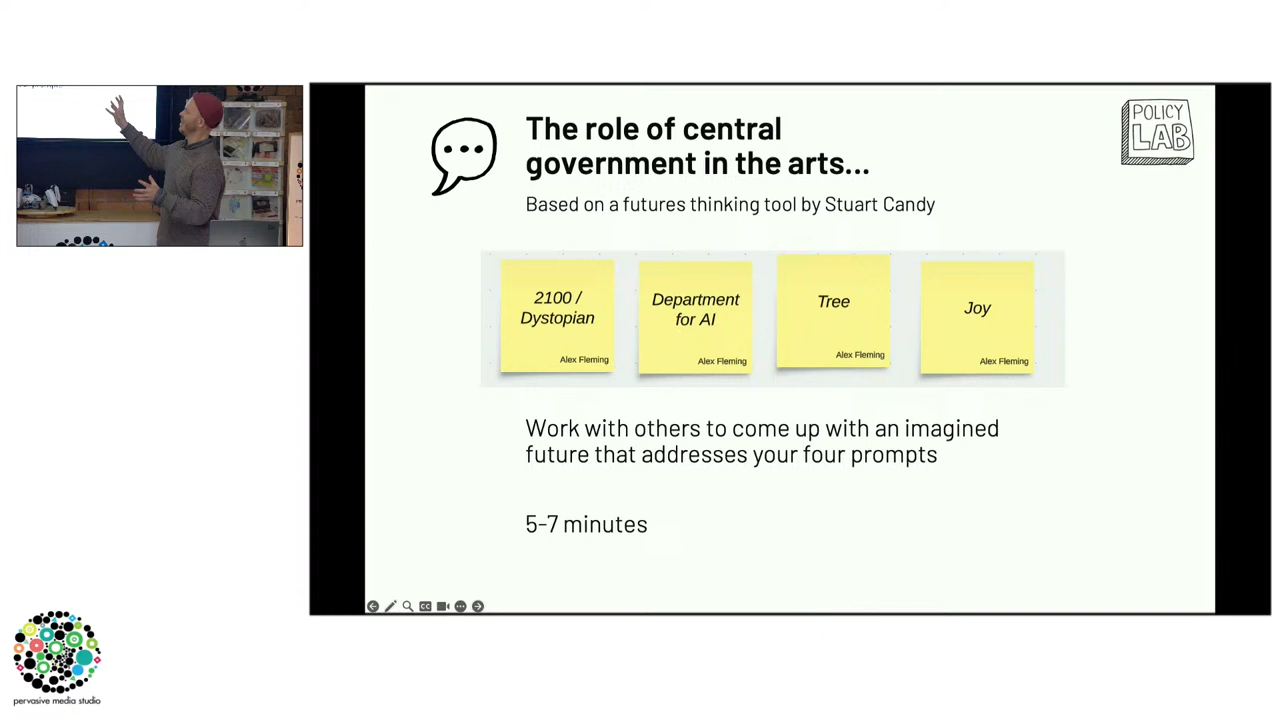 The role of central
government in the arts...
Based on a futures thinking tool by Stuart Candy
POLICY
LAB
2100 /
Dystopian
Alex Fleming
Department
for AI
Alex Fleming
Tree
Alex Fleming
Joy
Alex Fleming
Work with others to come up with an imagined
future that addresses your four prompts
5-7 minutes
CC
pervasive media studio